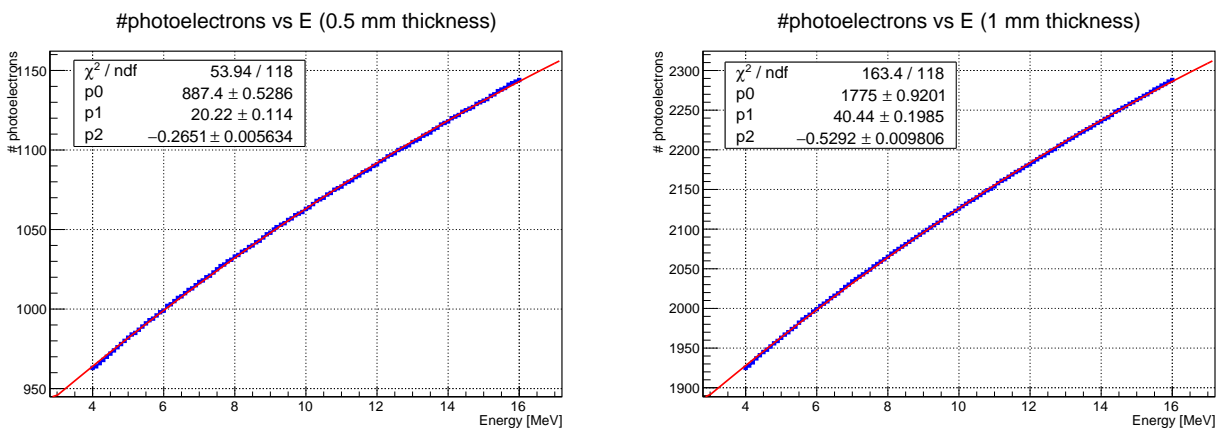 #photoelectrons vs E (0.5 mm thickness)
# photoelectrons
1150
1100
1050
1000
950
χ² / ndf 53.94 / 118
p0 887.4 ± 0.5286
p1 20.22 ± 0.114
p2 −0.2651 ± 0.005634
4 6 8 10 12 14 16
Energy [MeV]
#photoelectrons vs E (1 mm thickness)
# photoelectrons
2300
2250
2200
2150
2100
2050
2000
1950
1900
χ² / ndf 163.4 / 118
p0 1775 ± 0.9201
p1 40.44 ± 0.1985
p2 −0.5292 ± 0.009806
4 6 8 10 12 14 16
Energy [MeV]